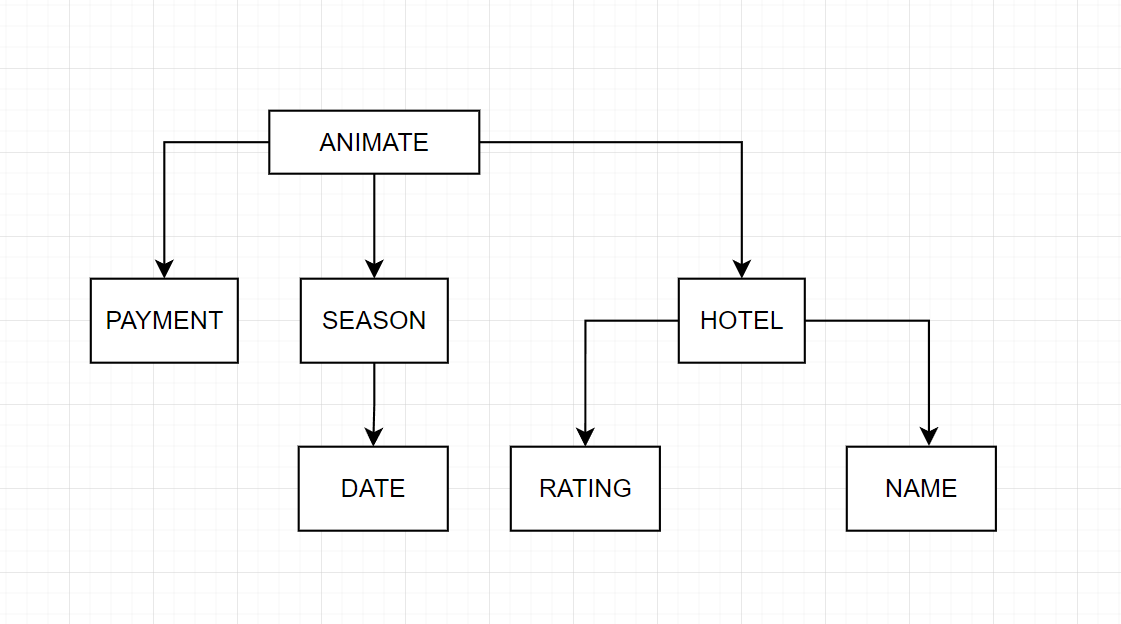 ANIMATE
PAYMENT
SEASON
HOTEL
DATE
RATING
NAME